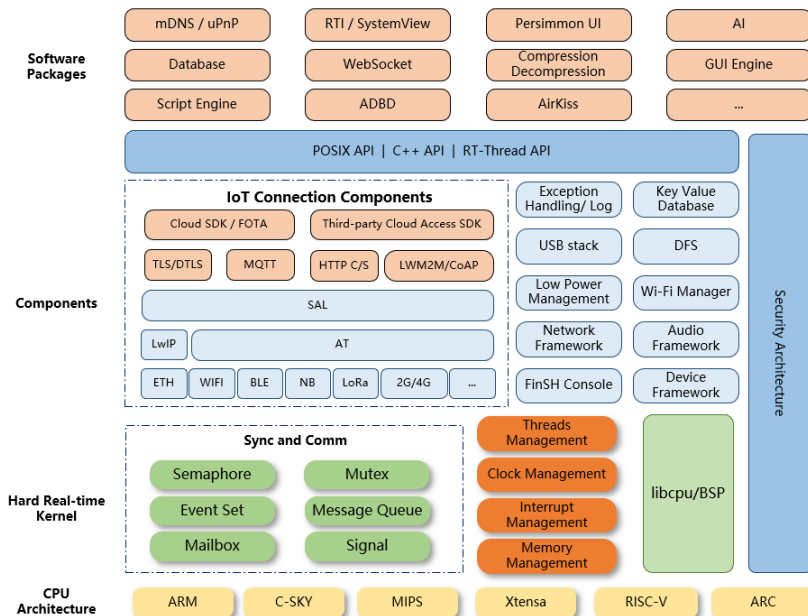 mDNS / uPnP
RTI / SystemView
Persimmon UI
AI
Software
Packages
Database
WebSocket
Compression
Decompression
GUI Engine
Script Engine
ADBD
AirKiss
...
POSIX API | C++ API | RT-Thread API
IoT Connection Components
Cloud SDK / FOTA
Third-party Cloud Access SDK
TLS/DTLS
MQTT
HTTP C/S
LWM2M/CoAP
SAL
LwIP
AT
ETH
WIFI
BLE
NB
LoRa
2G/4G
...
Components
Exception
Handling/ Log
Key Value
Database
USB stack
DFS
Low Power
Management
Wi-Fi Manager
Network
Framework
Audio
Framework
FinSH Console
Device
Framework
Security Architecture
Hard Real-time
Kernel
Sync and Comm
Semaphore
Mutex
Event Set
Message Queue
Mailbox
Signal
Threads
Management
Clock Management
Interrupt
Management
Memory
Management
libcpu/BSP
CPU
Architecture
ARM
C-SKY
MIPS
Xtensa
RISC-V
ARC